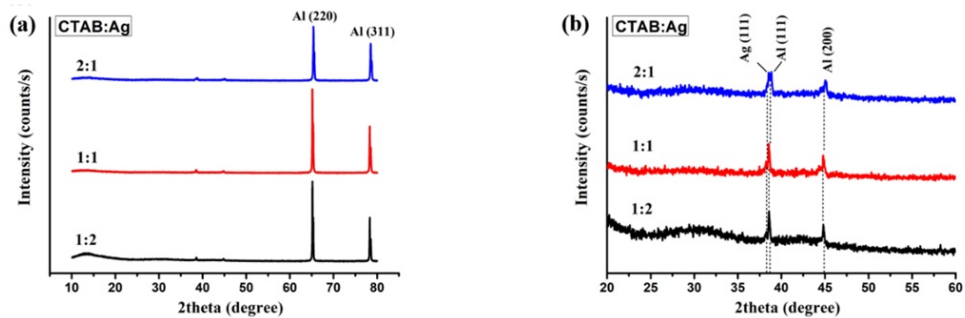 (a)
CTAB:Ag
Al (220)
Al (311)
2:1
1:1
1:2
Intensity (counts/s)
10 20 30 40 50 60 70 80
2theta (degree)
(b)
CTAB:Ag
Ag (111)
Al (111)
Al (200)
2:1
1:1
1:2
Intensity (counts/s)
20 25 30 35 40 45 50 55 60
2theta (degree)